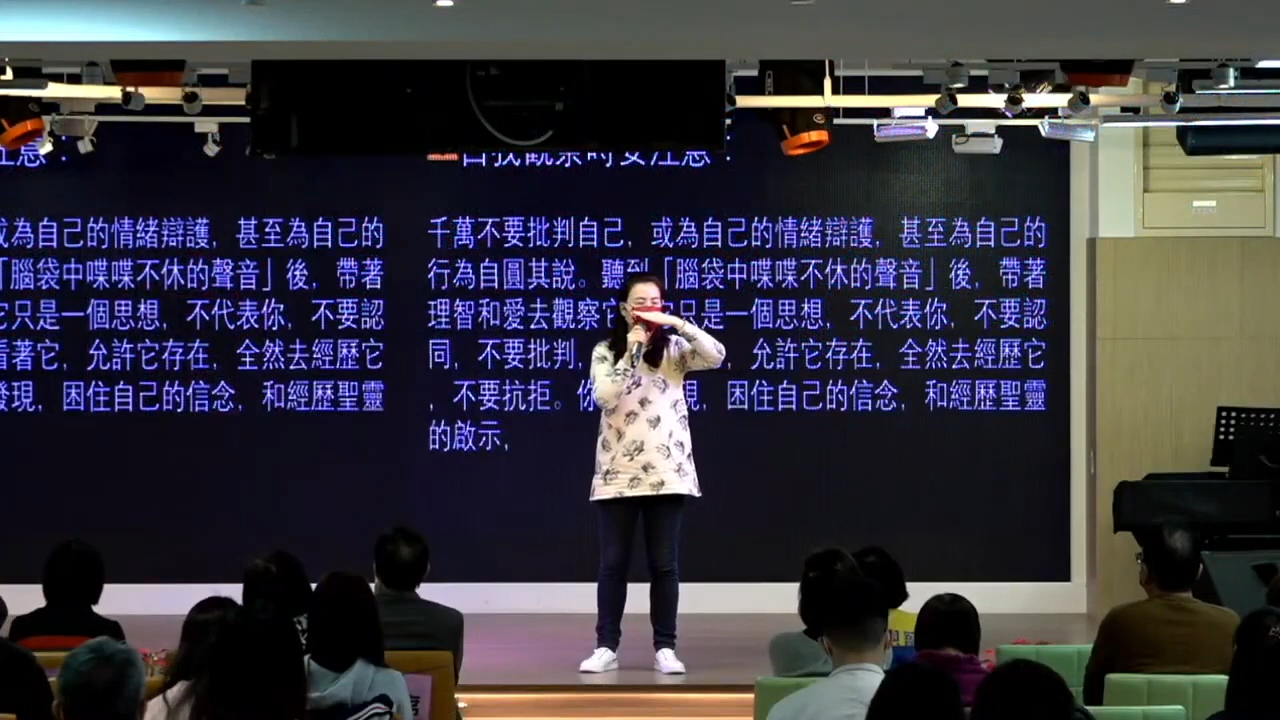 注意：
自我觀察時要注意：
或為自己的情緒辯護，甚至為自己的
「腦袋中喋喋不休的聲音」後，帶著
它只是一個思想，不代表你，不要認
看著它，允許它存在，全然去經歷它
發現，困住自己的信念，和經歷聖靈
千萬不要批判自己，或為自己的情緒辯護，甚至為自己的
行為自圓其說。聽到「腦袋中喋喋不休的聲音」後，帶著
理智和愛去觀察它 它只是一個思想，不代表你，不要認
同，不要批判， 允許它存在，全然去經歷它
，不要抗拒。你 現，困住自己的信念，和經歷聖靈
的啟示，